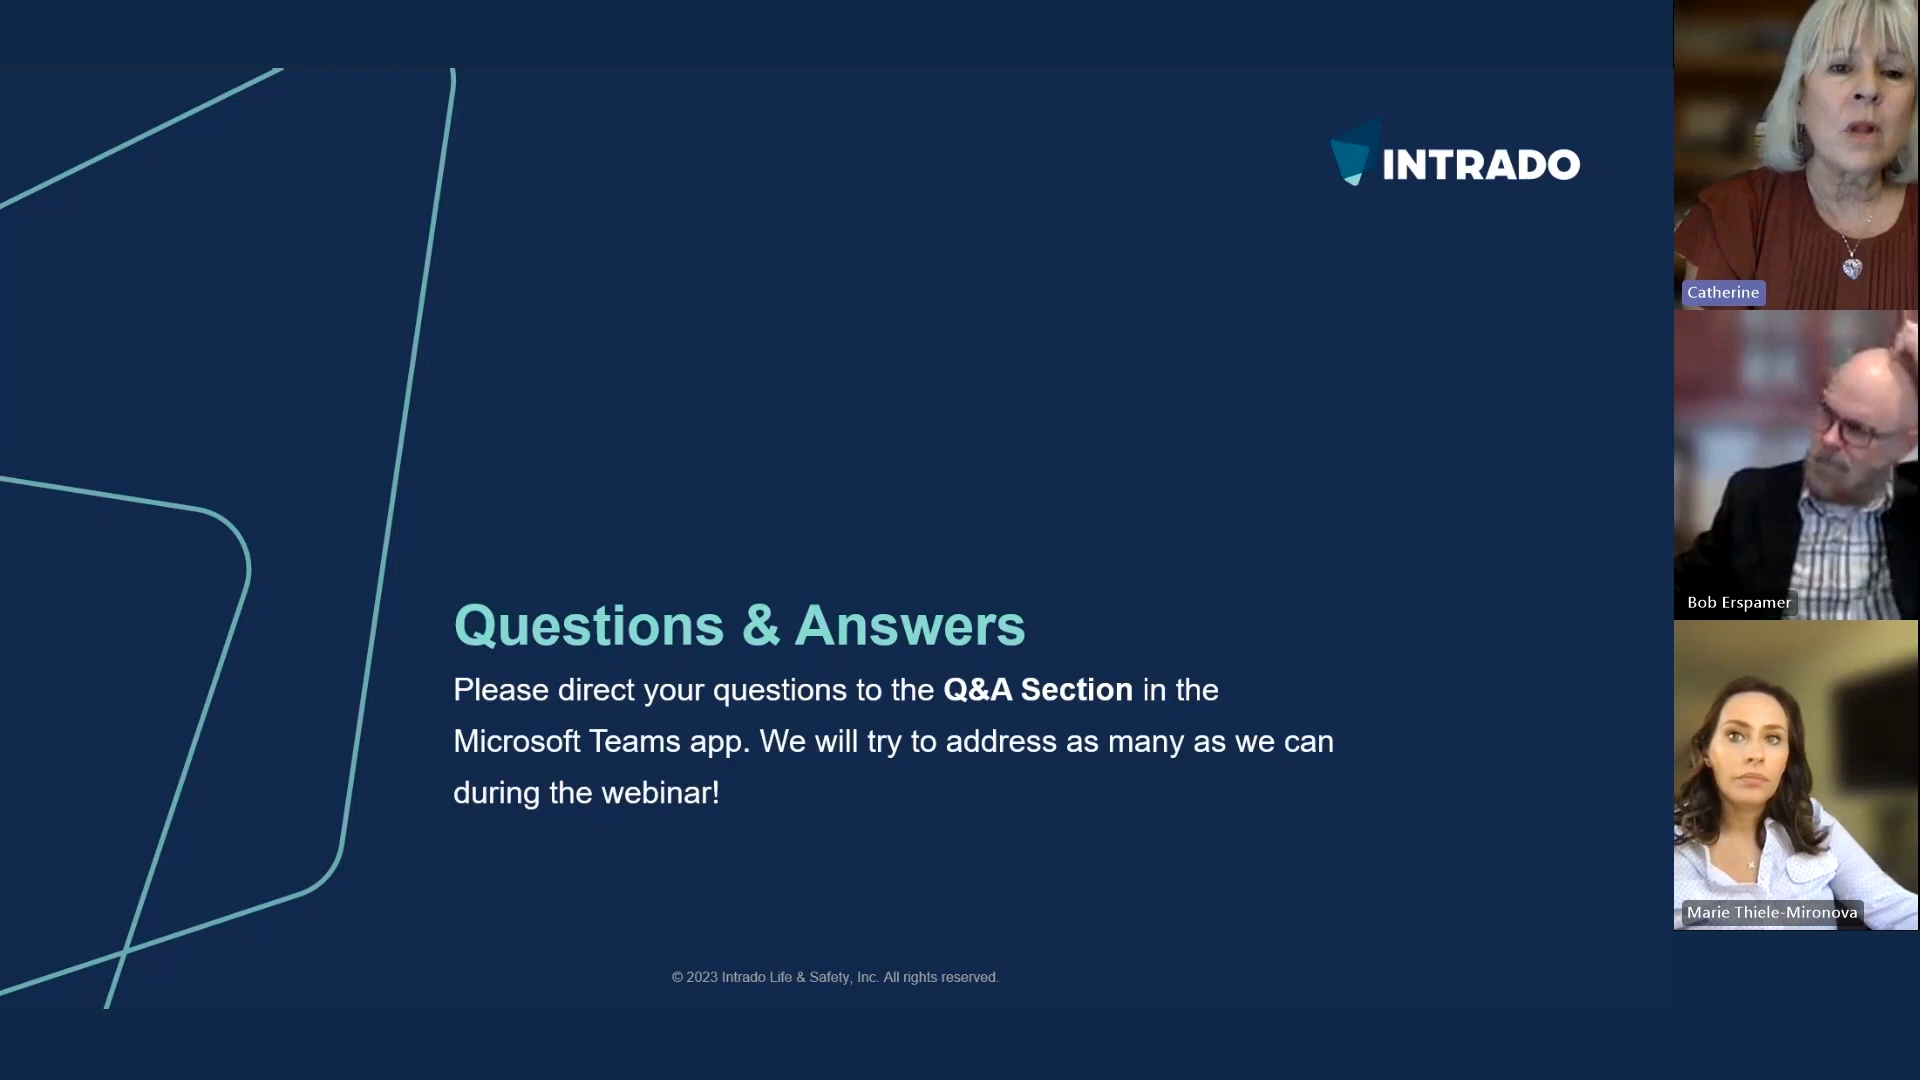 INTRADO
Questions & Answers
Please direct your questions to the Q&A Section in the
Microsoft Teams app. We will try to address as many as we can
during the webinar!
© 2023 Intrado Life & Safety, Inc. All rights reserved.
Catherine
Bob Erspamer
Marie Thiele-Mironova